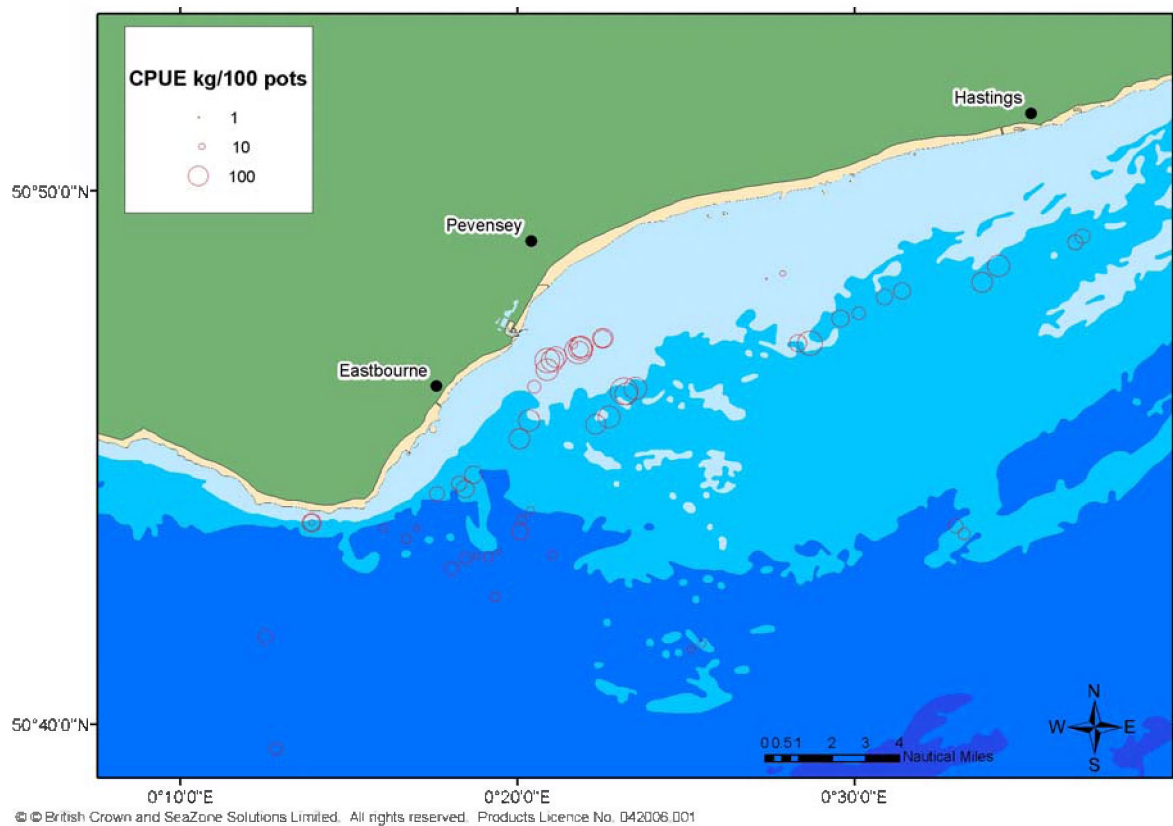 CPUE kg/100 pots
1
10
100
Hastings
50°50'0"N
Pevensey
Eastbourne
50°40'0"N
N
W E
S
0 0.5 1 2 3 4
Nautical Miles
0°10'0"E 0°20'0"E 0°30'0"E
© © British Crown and SeaZone Solutions Limited. All rights reserved. Products Licence No. 042006.001